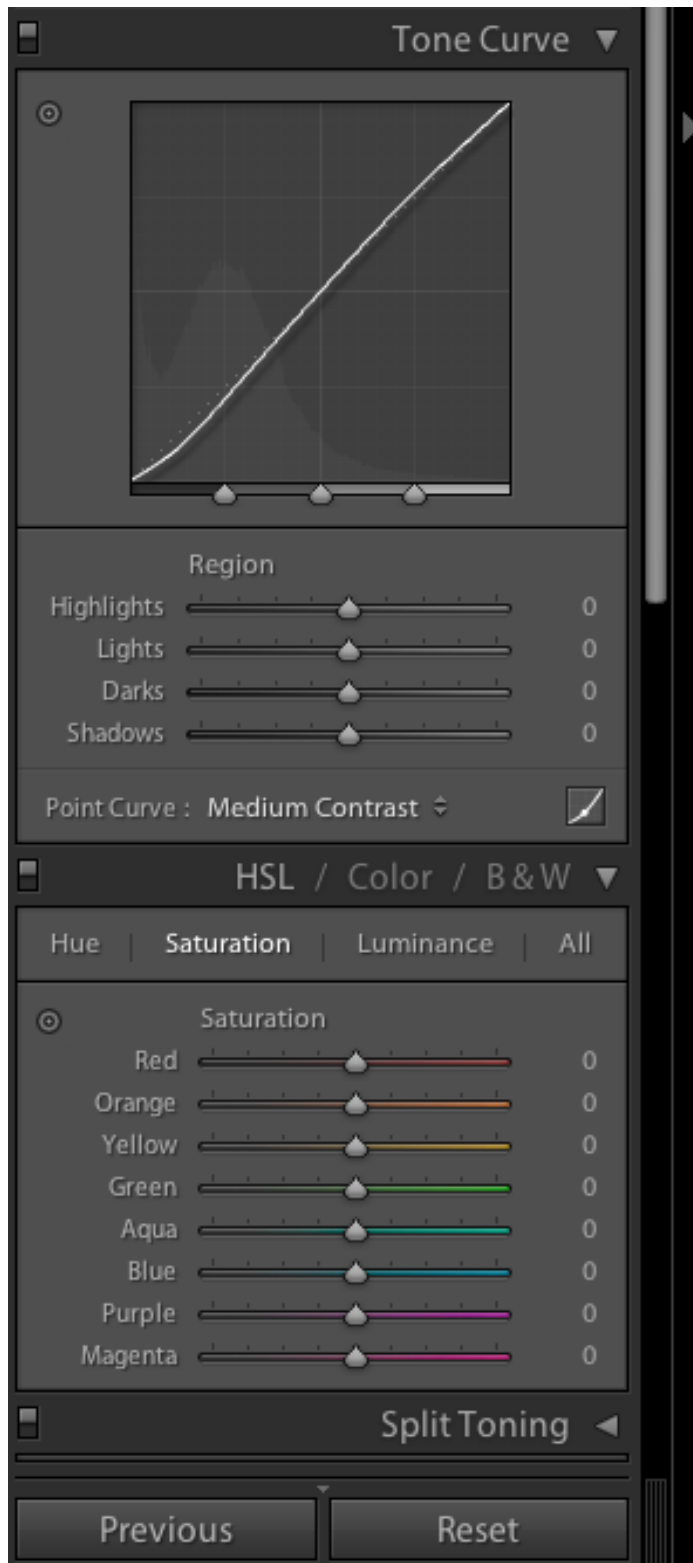 Tone Curve
Region
Highlights 0
Lights 0
Darks 0
Shadows 0
Point Curve : Medium Contrast
HSL / Color / B & W
Hue | Saturation | Luminance | All
Saturation
Red 0
Orange 0
Yellow 0
Green 0
Aqua 0
Blue 0
Purple 0
Magenta 0
Split Toning
Previous Reset